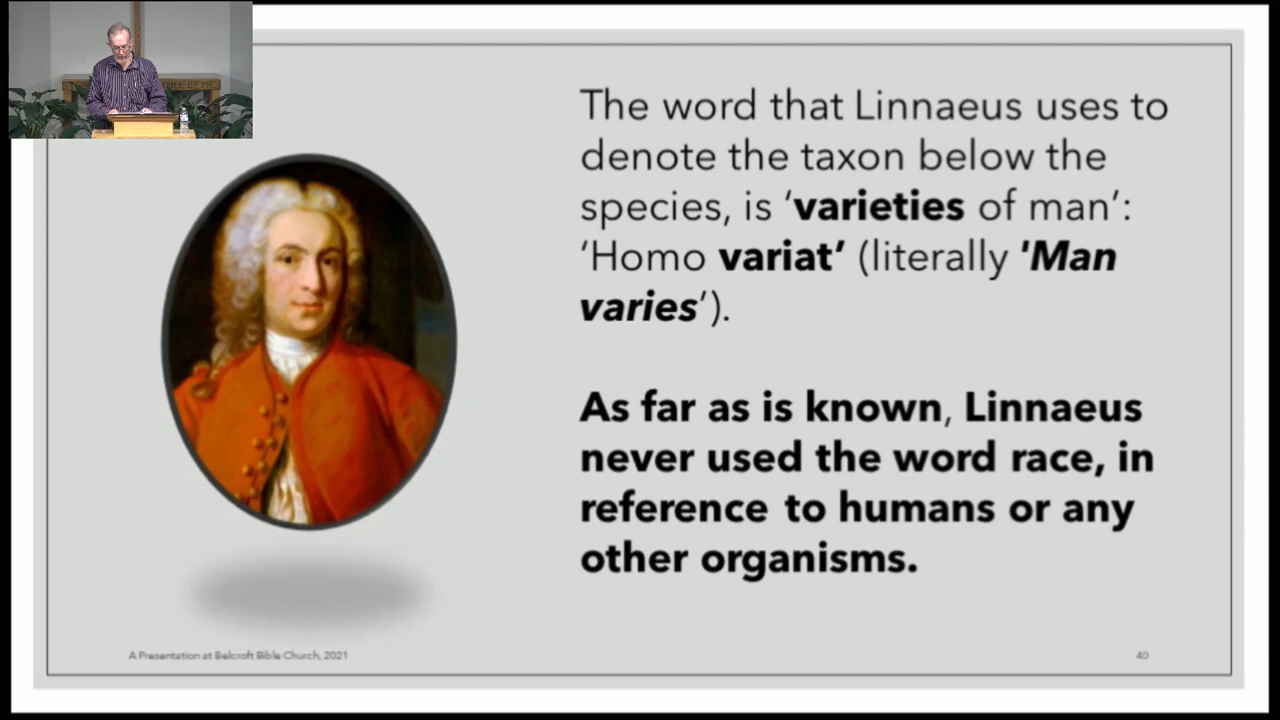 The word that Linnaeus uses to
denote the taxon below the
species, is ‘varieties of man’:
‘Homo variat’ (literally 'Man
varies’).
As far as is known, Linnaeus
never used the word race, in
reference to humans or any
other organisms.
A Presentation at Belcroft Bible Church, 2021
40